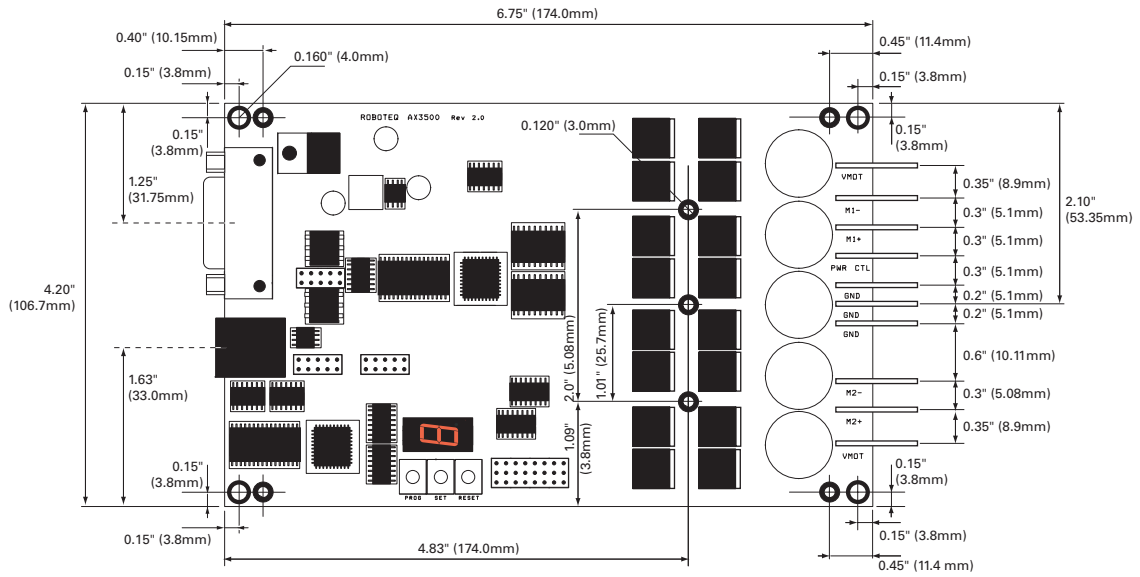 6.75" (174.0mm)
0.40" (10.15mm)
0.45" (11.4mm)
0.160" (4.0mm)
0.15" (3.8mm)
0.15" (3.8mm)
ROBOTEQ AX3500 Rev 2.0
0.120" (3.0mm)
0.15"
(3.8mm)
0.15"
(3.8mm)
1.25"
(31.75mm)
VMOT
0.35" (8.9mm)
M1-
0.3" (5.1mm)
2.10"
(53.35mm)
M1+
0.3" (5.1mm)
PWR CTL
0.3" (5.1mm)
4.20"
(106.7mm)
GND
0.2" (5.1mm)
GND
0.2" (5.1mm)
GND
2.0" (5.08mm)
1.01" (25.7mm)
0.6" (10.11mm)
1.63"
(33.0mm)
M2-
0.3" (5.08mm)
M2+
0.35" (8.9mm)
1.09"
(3.8mm)
8
VMOT
0.15"
(3.8mm)
0.15"
(3.8mm)
PROG SET RESET
0.15" (3.8mm)
4.83" (174.0mm)
0.15" (3.8mm)
0.45" (11.4 mm)